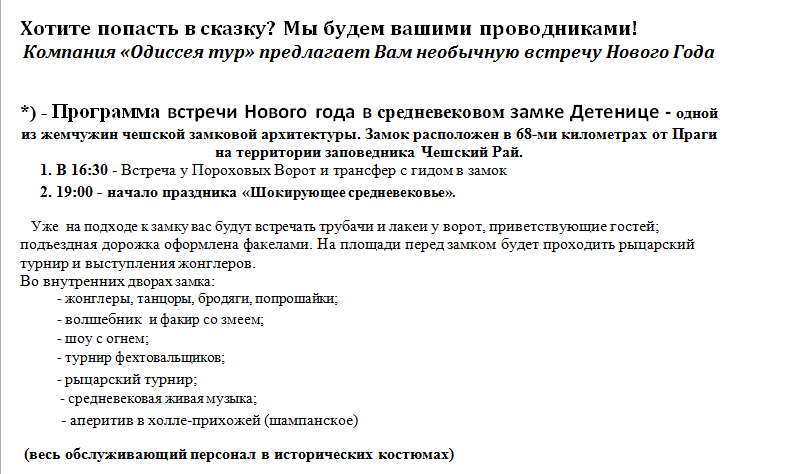 Хотите попасть в сказку? Мы будем вашими проводниками!
Компания «Одиссея тур» предлагает Вам необычную встречу Нового Года
*) - Программа встречи Нового года в средневековом замке Детенице - одной
из жемчужин чешской замковой архитектуры. Замок расположен в 68-ми километрах от Праги
на территории заповедника Чешский Рай.
1. В 16:30 - Встреча у Пороховых Ворот и трансфер с гидом в замок
2. 19:00 - начало праздника «Шокирующее средневековье».
Уже на подходе к замку вас будут встречать трубачи и лакеи у ворот, приветствующие гостей;
подъездная дорожка оформлена факелами. На площади перед замком будет проходить рыцарский
турнир и выступления жонглеров.
Во внутренних дворах замка:
- жонглеры, танцоры, бродяги, попрошайки;
- волшебник и факир со змеем;
- шоу с огнем;
- турнир фехтовальщиков;
- рыцарский турнир;
- средневековая живая музыка;
- аперитив в холле-прихожей (шампанское)
(весь обслуживающий персонал в исторических костюмах)